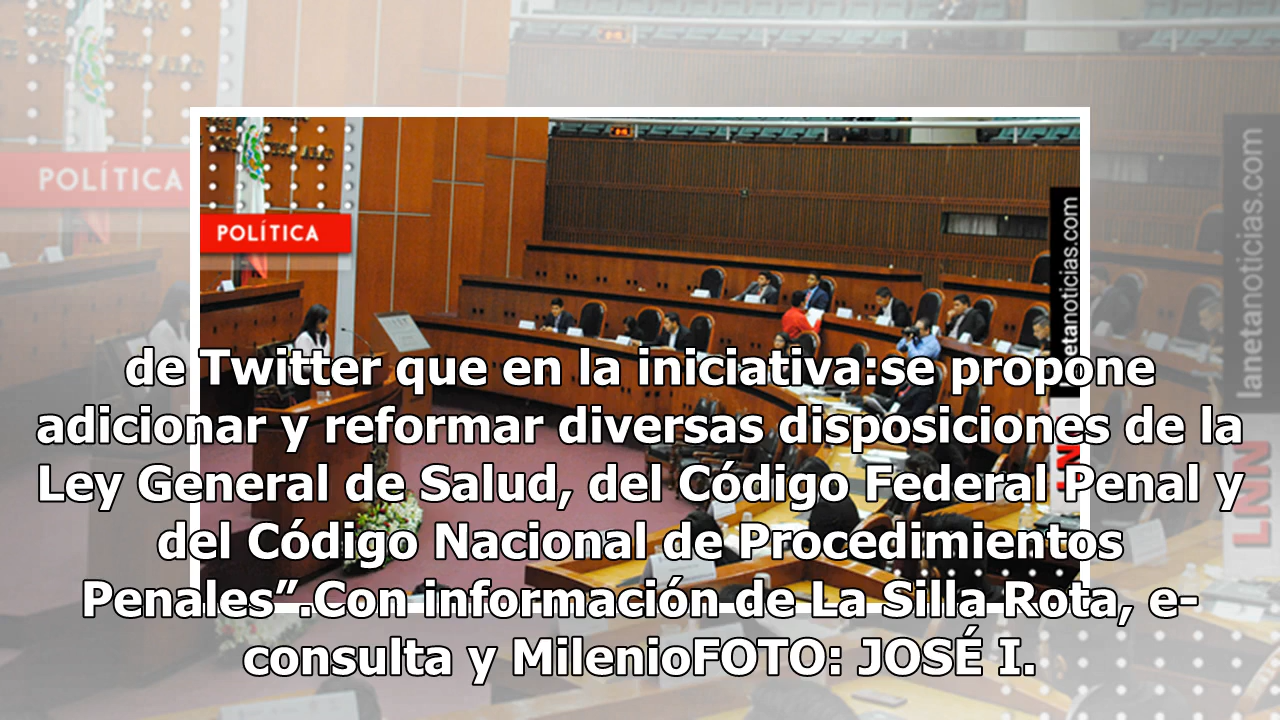 POLÍTICA
POLÍTICA
lanetanoticias.com
etanoticias.com
LNN
de Twitter que en la iniciativa:se propone
adicionar y reformar diversas disposiciones de la
Ley General de Salud, del Código Federal Penal y
del Código Nacional de Procedimientos
Penales”.Con información de La Silla Rota, e-
consulta y MilenioFOTO: JOSÉ I.